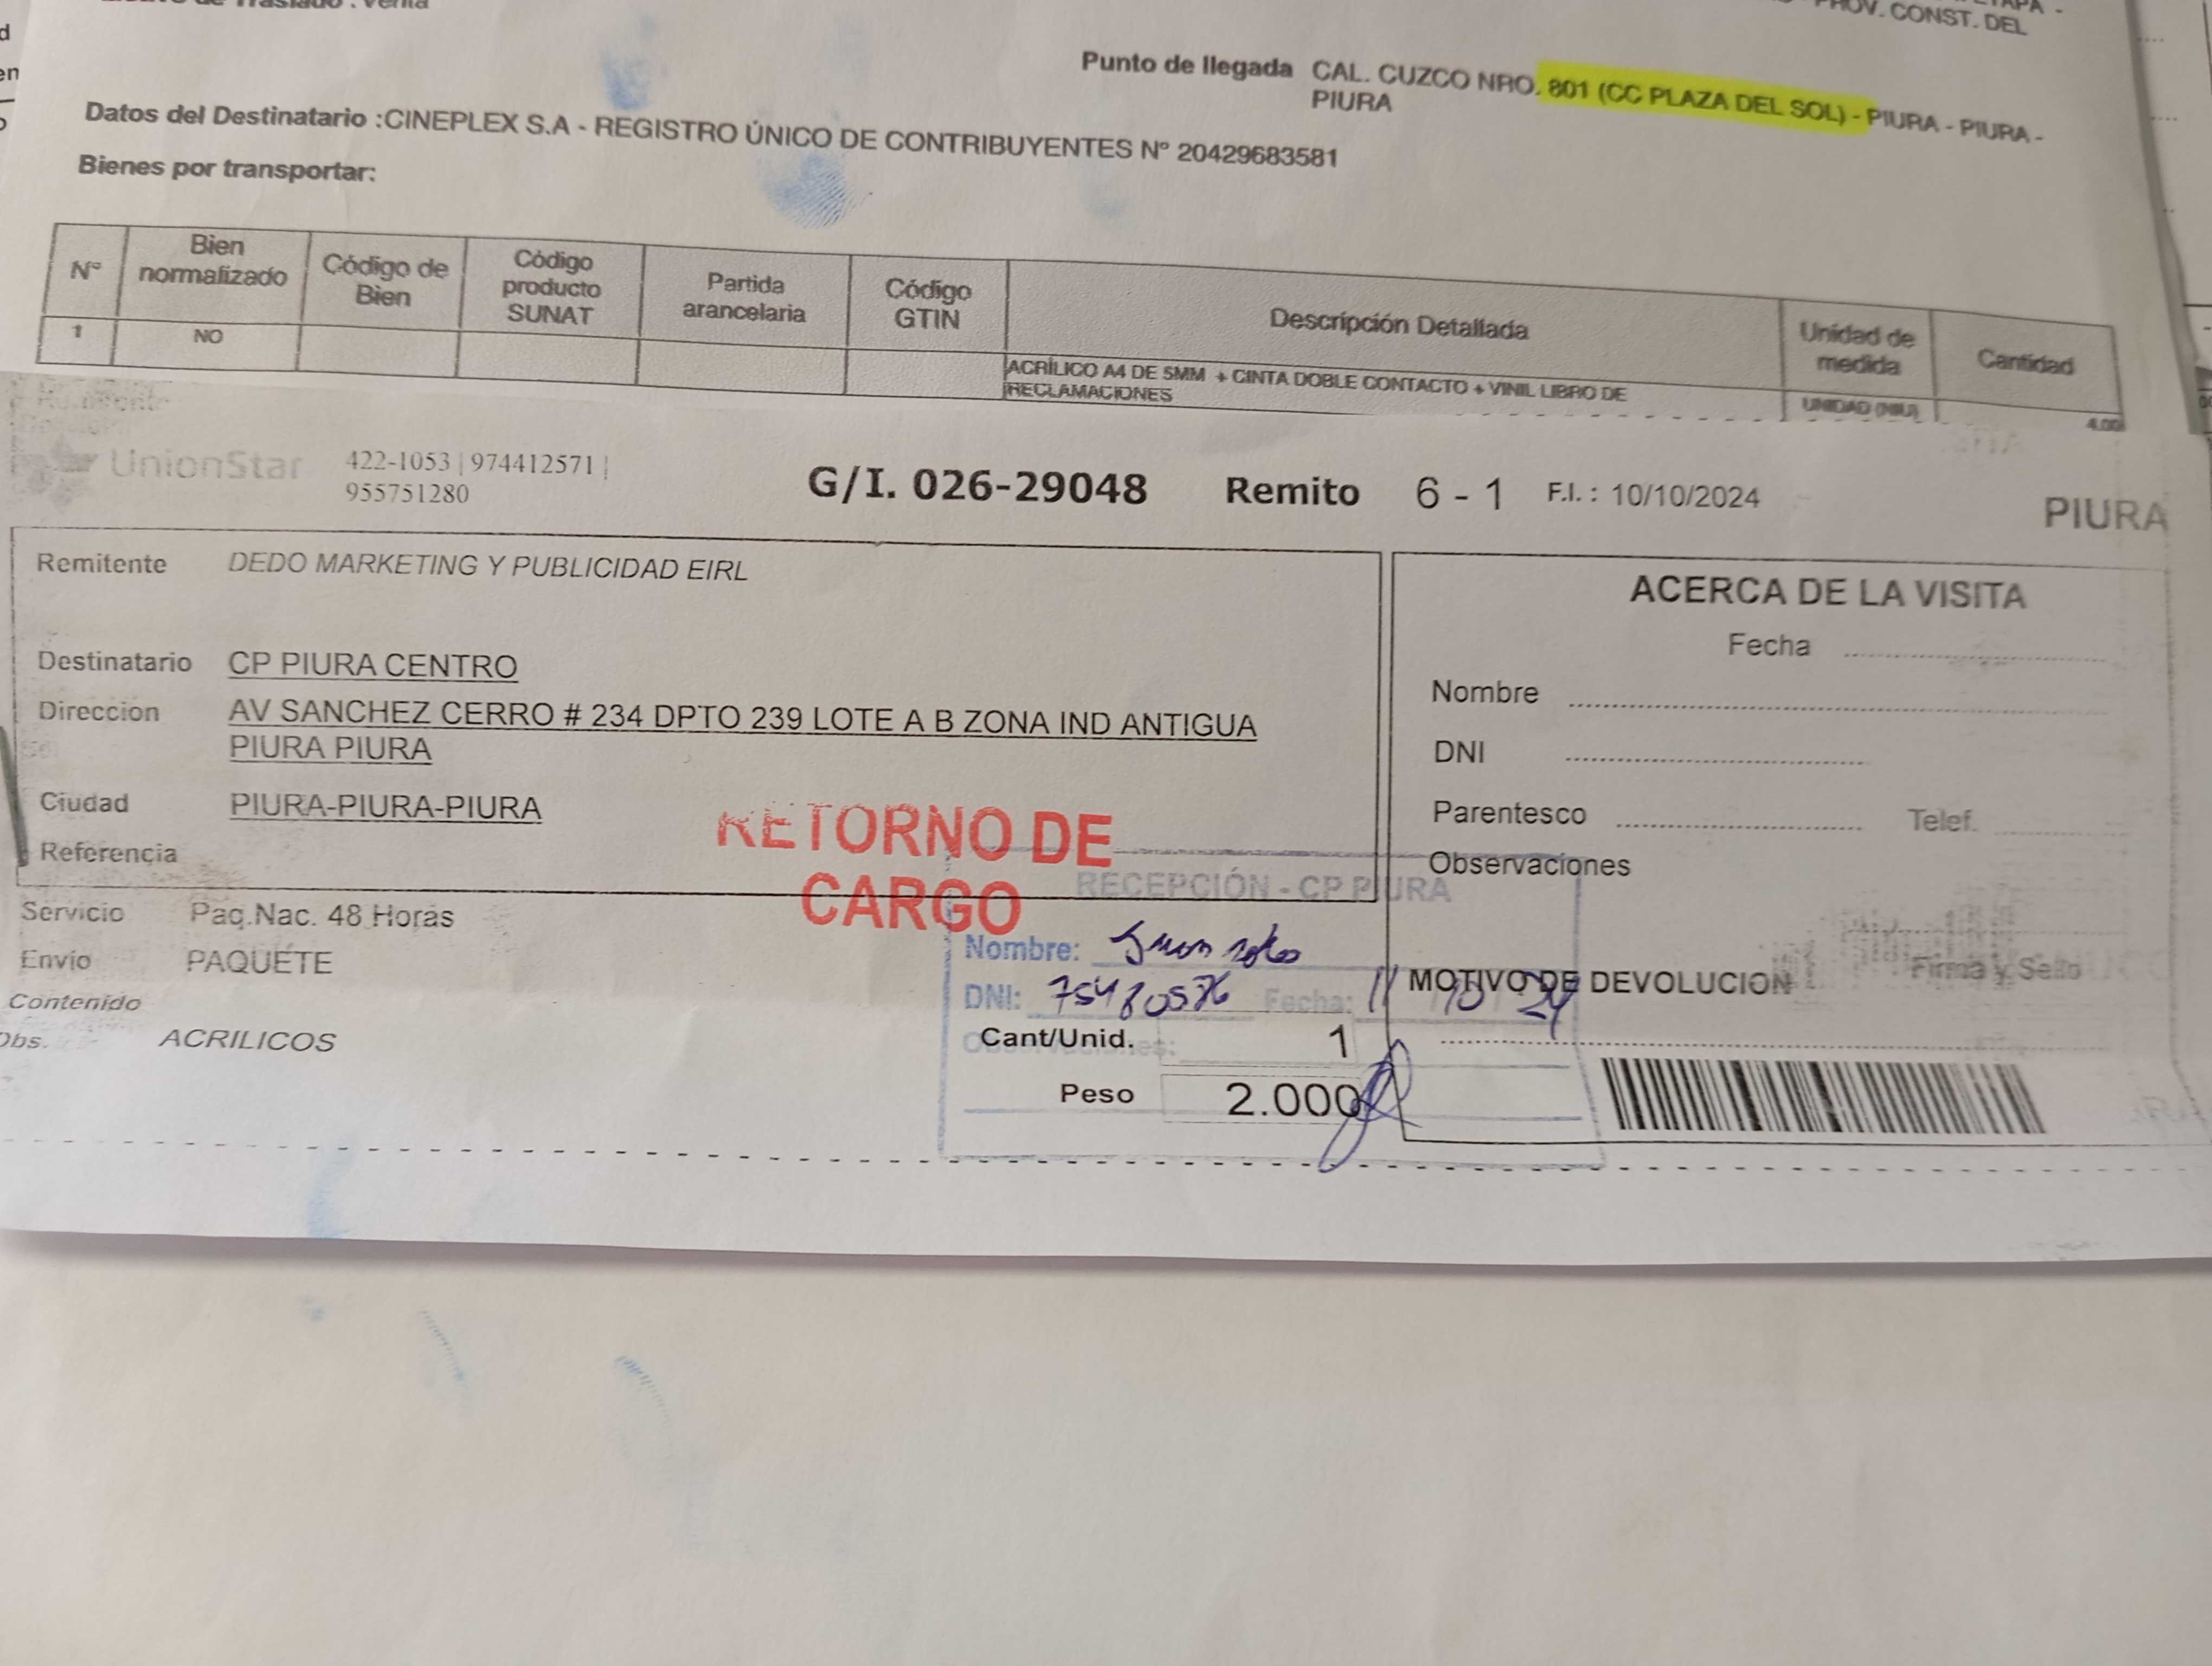 PROV. CONST. DEL
Punto de llegada CAL. CUZCO NRO. 801 (CC PLAZA DEL SOL) - PIURA - PIURA -
PIURA
Datos del Destinatario :CINEPLEX S.A - REGISTRO ÚNICO DE CONTRIBUYENTES Nº 20429683581
Bienes por transportar:
Nº Bien normalizado Código de Bien Código producto SUNAT Partida arancelaria Código GTIN Descripción Detallada Unidad de medida Cantidad
1 NO ACRÍLICO A4 DE 5MM + CINTA DOBLE CONTACTO + VINIL LIBRO DE RECLAMACIONES UNIDAD (NIU) 4.00
UnionStar 422-1053 | 974412571 |
955751280
G/I. 026-29048 Remito 6 - 1 F.I. : 10/10/2024 PIURA
Remitente DEDO MARKETING Y PUBLICIDAD EIRL
Destinatario CP PIURA CENTRO
Direccion AV SANCHEZ CERRO # 234 DPTO 239 LOTE A B ZONA IND ANTIGUA
PIURA PIURA
Ciudad PIURA-PIURA-PIURA
Referencia
RETORNO DE
CARGO
Servicio Paq.Nac. 48 Horas
Envío PAQUETE
Contenido
Obs. ACRILICOS
RECEPCIÓN - CP PIURA
Nombre: Juan
DNI: Fecha: 11 10 24
Cant/Unid. 1
Peso 2.000
ACERCA DE LA VISITA
Fecha
Nombre
DNI
Parentesco Telef.
Observaciones
Firma y Sello
MOTIVO DE DEVOLUCION